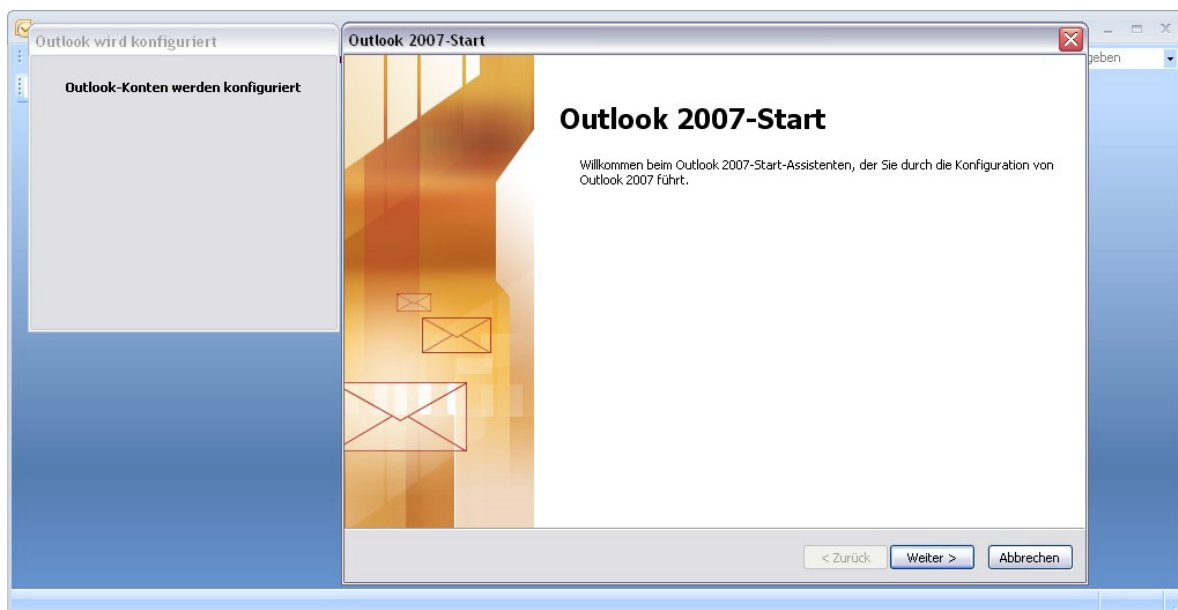 Outlook wird konfiguriert
Outlook-Konten werden konfiguriert
Outlook 2007-Start
geben
Outlook 2007-Start
Willkommen beim Outlook 2007-Start-Assistenten, der Sie durch die Konfiguration von
Outlook 2007 führt.
< Zurück
Weiter >
Abbrechen